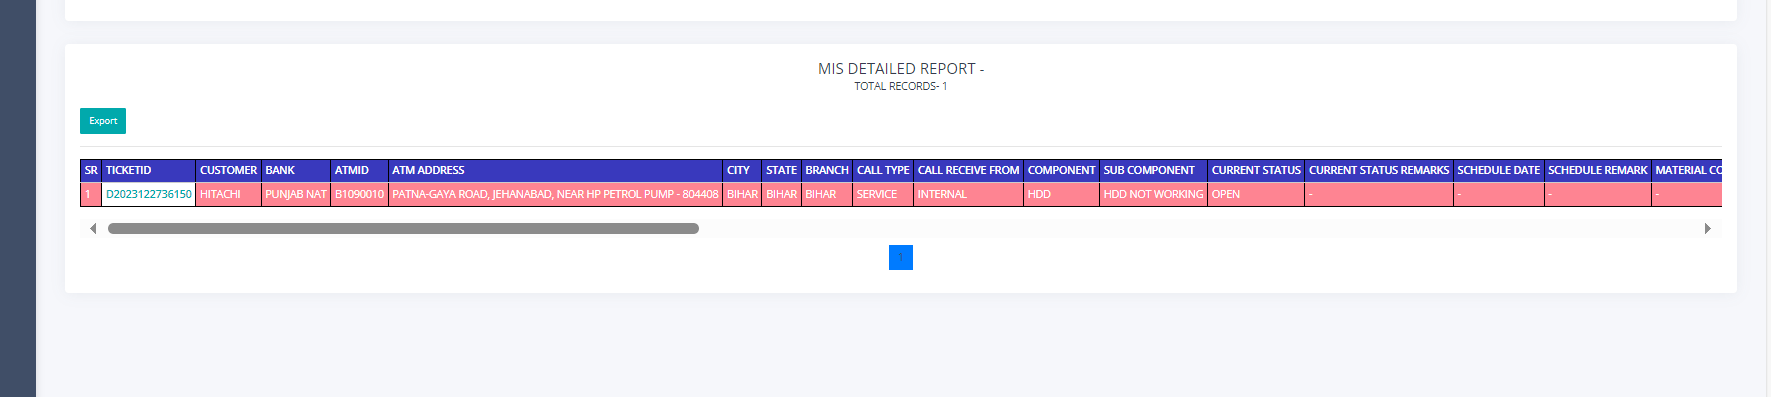 MIS DETAILED REPORT -
TOTAL RECORDS- 1
Export
SR TICKETID CUSTOMER BANK ATMID ATM ADDRESS CITY STATE BRANCH CALL TYPE CALL RECEIVE FROM COMPONENT SUB COMPONENT CURRENT STATUS CURRENT STATUS REMARKS SCHEDULE DATE SCHEDULE REMARK MATERIAL CO
1 D2023122736150 HITACHI PUNJAB NAT B1090010 PATNA-GAYA ROAD, JEHANABAD, NEAR HP PETROL PUMP - 804408 BIHAR BIHAR BIHAR SERVICE INTERNAL HDD HDD NOT WORKING OPEN - - - -
1